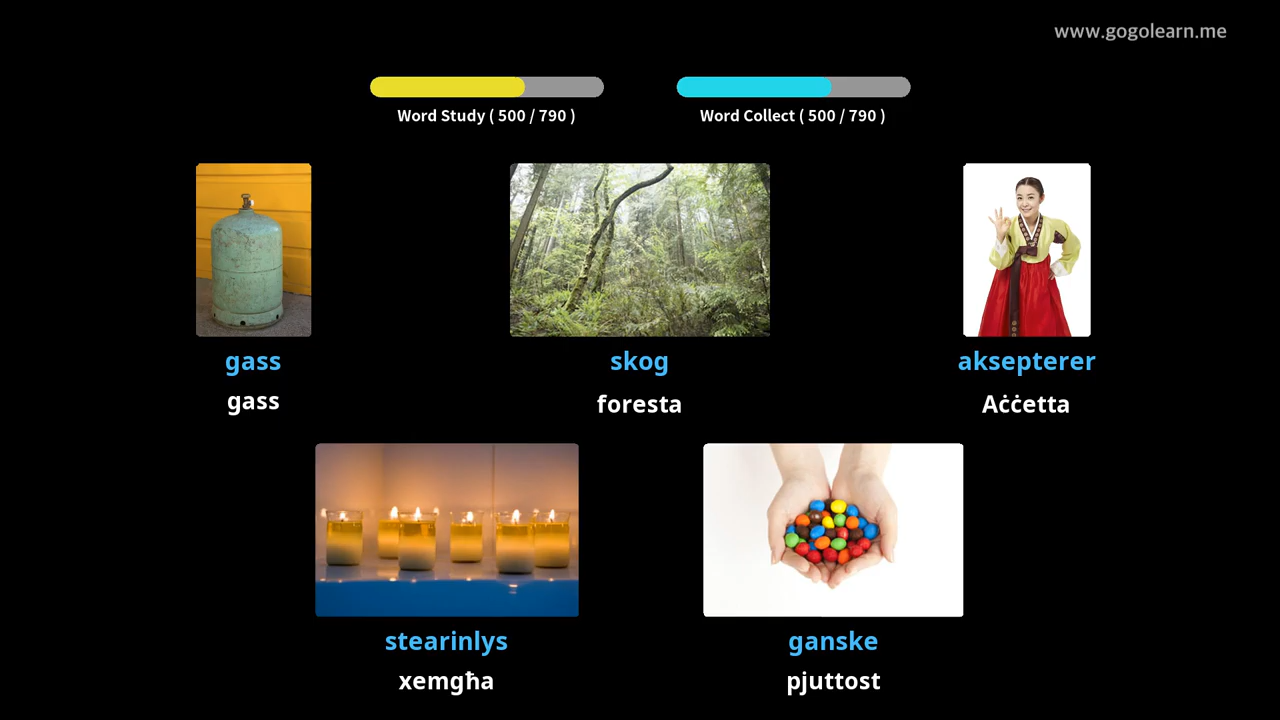 www.gogolearn.me
Word Study ( 500 / 790 )
Word Collect ( 500 / 790 )
gass
gass
skog
foresta
aksepterer
Aċċetta
stearinlys
xemgħa
ganske
pjuttost